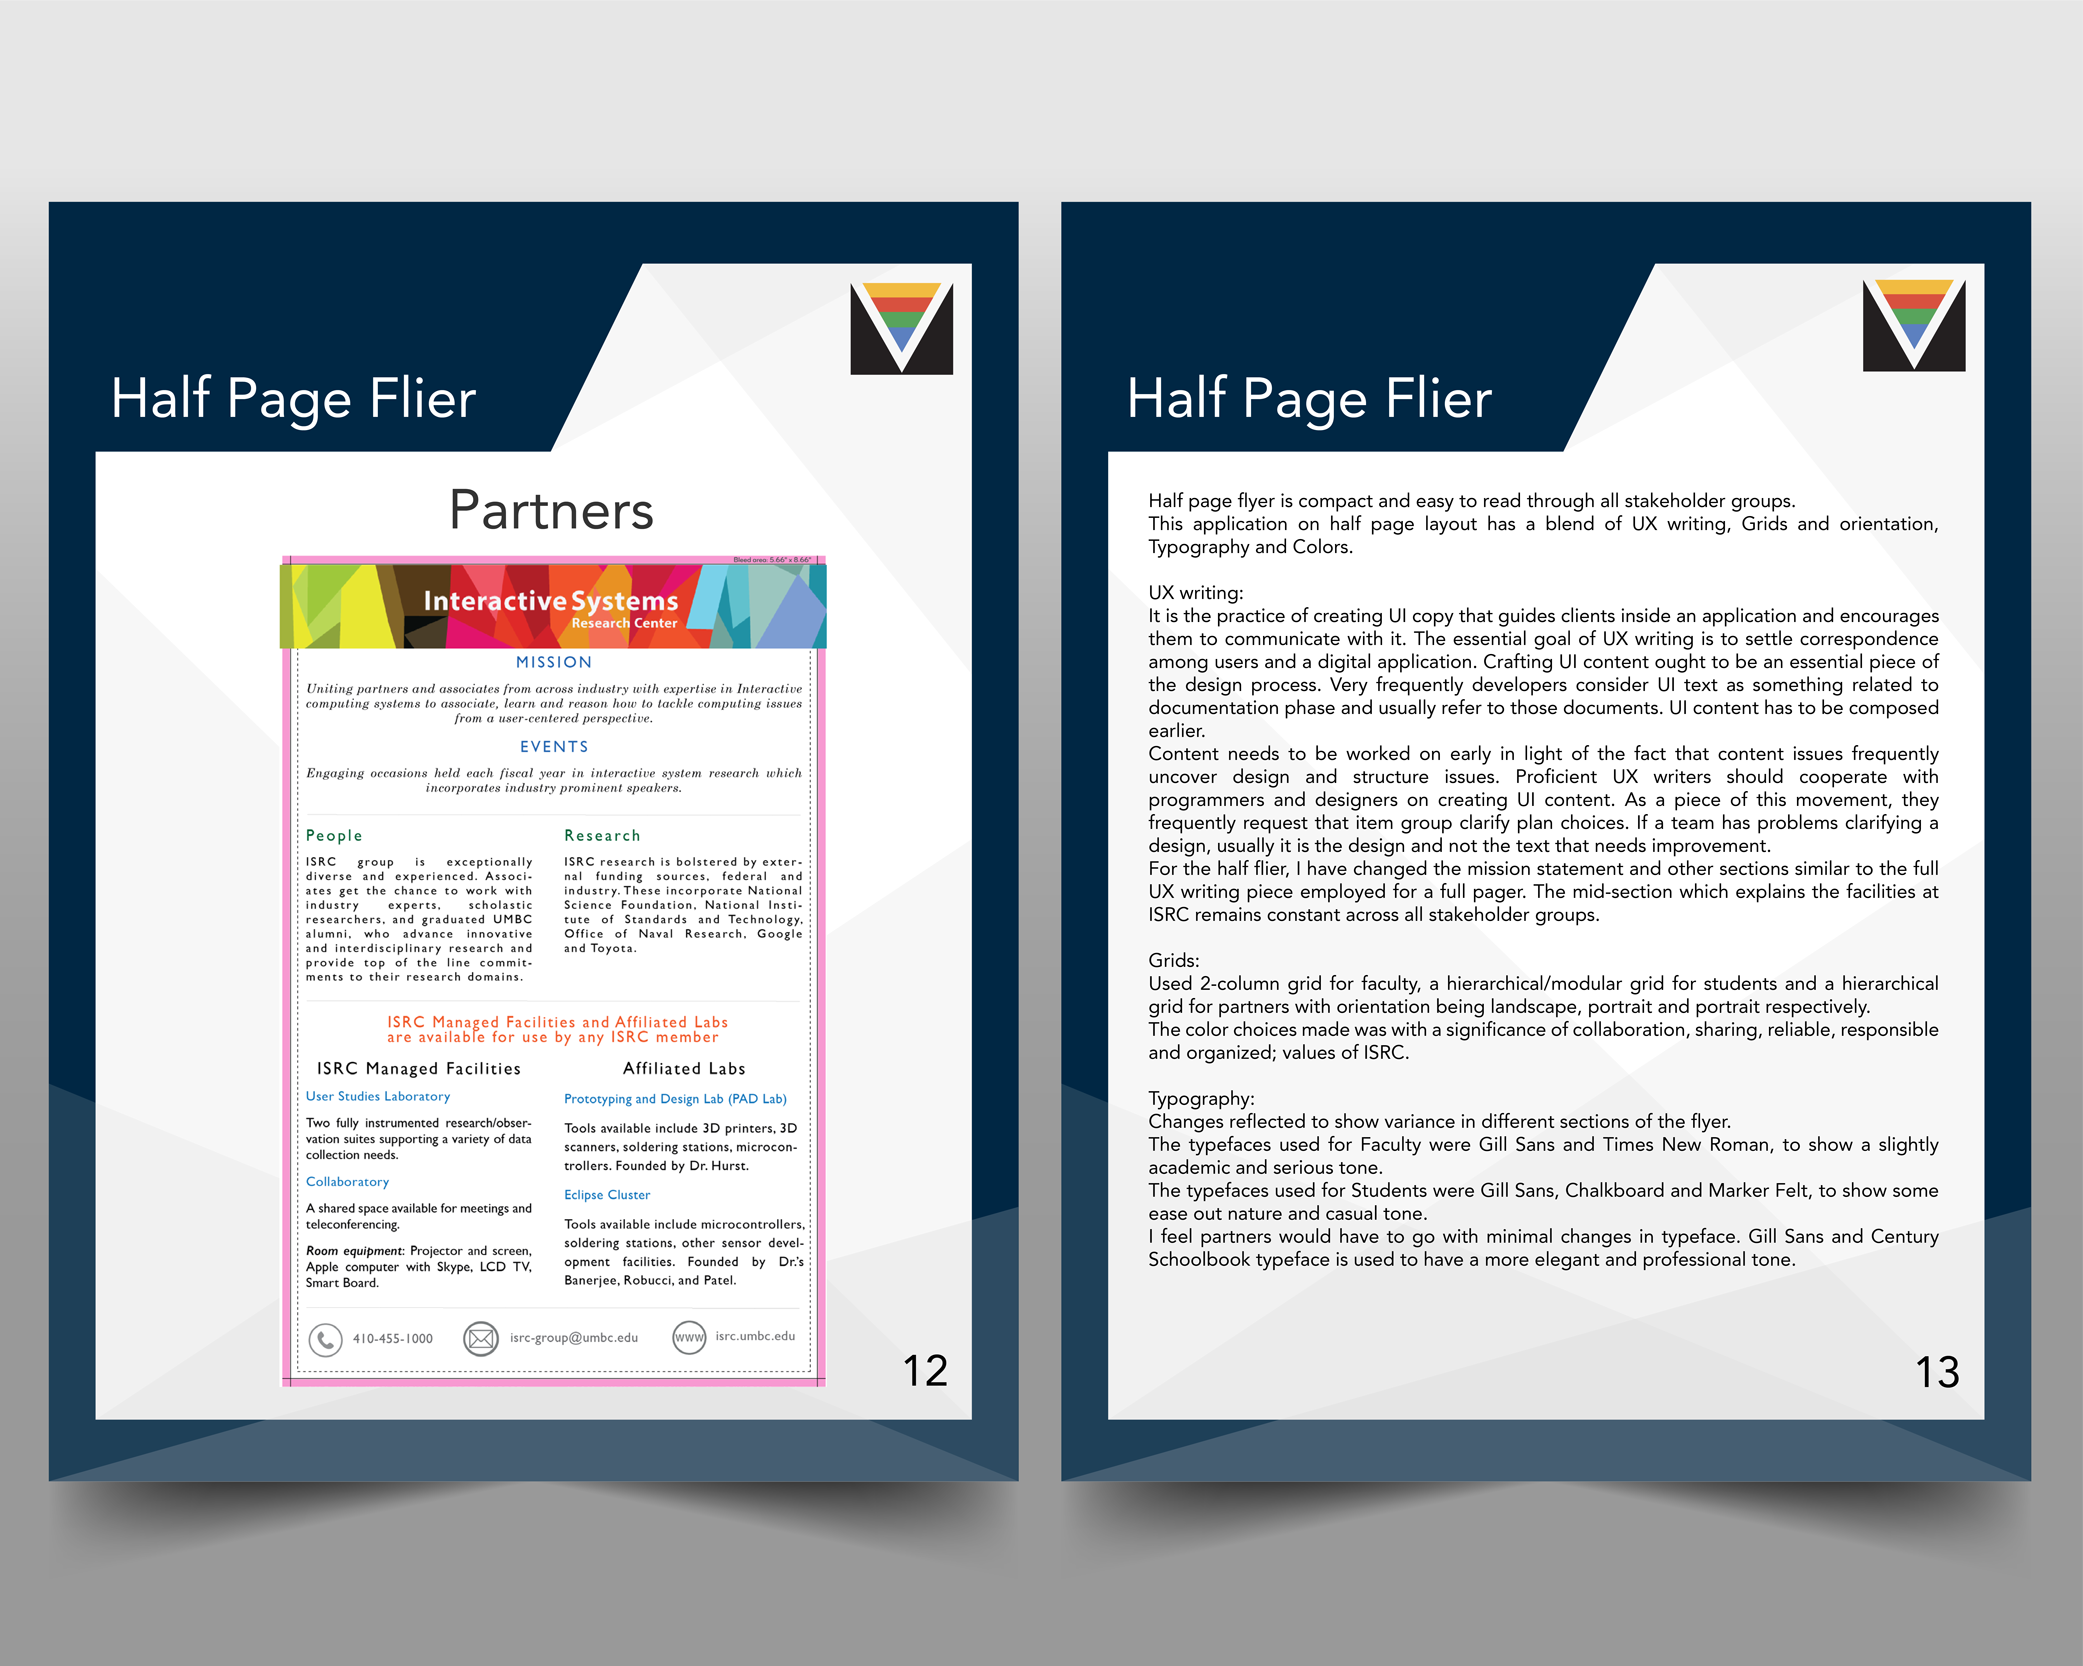 Half Page Flier
Partners
Bleed area: 5.66" x 8.66"
Interactive Systems
Research Center
MISSION
Uniting partners and associates from across industry with expertise in Interactive
computing systems to associate, learn and reason how to tackle computing issues
from a user-centered perspective.
EVENTS
Engaging occasions held each fiscal year in interactive system research which
incorporates industry prominent speakers.
People
ISRC group is exceptionally
diverse and experienced. Associ-
ates get the chance to work with
industry experts, scholastic
researchers, and graduated UMBC
alumni, who advance innovative
and interdisciplinary research and
provide top of the line commit-
ments to their research domains.
Research
ISRC research is bolstered by exter-
nal funding sources, federal and
industry. These incorporate National
Science Foundation, National Insti-
tute of Standards and Technology,
Office of Naval Research, Google
and Toyota.
ISRC Managed Facilities and Affiliated Labs
are available for use by any ISRC member
ISRC Managed Facilities
User Studies Laboratory
Two fully instrumented research/obser-
vation suites supporting a variety of data
collection needs.
Collaboratory
A shared space available for meetings and
teleconferencing.
Room equipment: Projector and screen,
Apple computer with Skype, LCD TV,
Smart Board.
Affiliated Labs
Prototyping and Design Lab (PAD Lab)
Tools available include 3D printers, 3D
scanners, soldering stations, microcon-
trollers. Founded by Dr. Hurst.
Eclipse Cluster
Tools available include microcontrollers,
soldering stations, other sensor devel-
opment facilities. Founded by Dr.'s
Banerjee, Robucci, and Patel.
410-455-1000
isrc-group@umbc.edu
www
isrc.umbc.edu
12
Half Page Flier
Half page flyer is compact and easy to read through all stakeholder groups.
This application on half page layout has a blend of UX writing, Grids and orientation,
Typography and Colors.
UX writing:
It is the practice of creating UI copy that guides clients inside an application and encourages
them to communicate with it. The essential goal of UX writing is to settle correspondence
among users and a digital application. Crafting UI content ought to be an essential piece of
the design process. Very frequently developers consider UI text as something related to
documentation phase and usually refer to those documents. UI content has to be composed
earlier.
Content needs to be worked on early in light of the fact that content issues frequently
uncover design and structure issues. Proficient UX writers should cooperate with
programmers and designers on creating UI content. As a piece of this movement, they
frequently request that item group clarify plan choices. If a team has problems clarifying a
design, usually it is the design and not the text that needs improvement.
For the half flier, I have changed the mission statement and other sections similar to the full
UX writing piece employed for a full pager. The mid-section which explains the facilities at
ISRC remains constant across all stakeholder groups.
Grids:
Used 2-column grid for faculty, a hierarchical/modular grid for students and a hierarchical
grid for partners with orientation being landscape, portrait and portrait respectively.
The color choices made was with a significance of collaboration, sharing, reliable, responsible
and organized; values of ISRC.
Typography:
Changes reflected to show variance in different sections of the flyer.
The typefaces used for Faculty were Gill Sans and Times New Roman, to show a slightly
academic and serious tone.
The typefaces used for Students were Gill Sans, Chalkboard and Marker Felt, to show some
ease out nature and casual tone.
I feel partners would have to go with minimal changes in typeface. Gill Sans and Century
Schoolbook typeface is used to have a more elegant and professional tone.
13